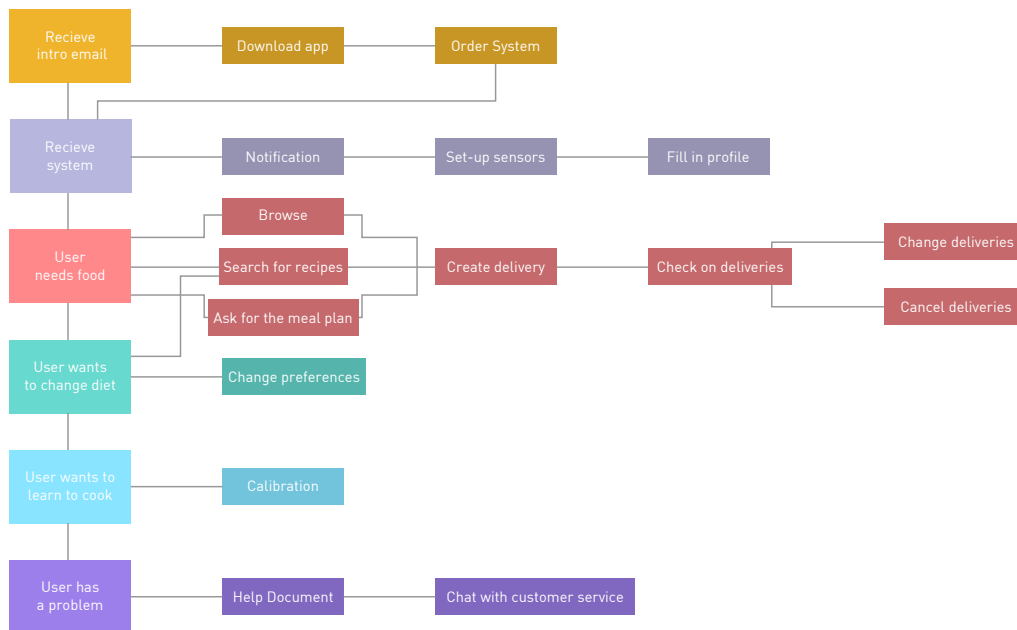 Recieve
intro email
Download app
Order System
Recieve
system
Notification
Set-up sensors
Fill in profile
User
needs food
Browse
Search for recipes
Ask for the meal plan
Create delivery
Check on deliveries
Change deliveries
Cancel deliveries
User wants
to change diet
Change preferences
User wants to
learn to cook
Calibration
User has
a problem
Help Document
Chat with customer service